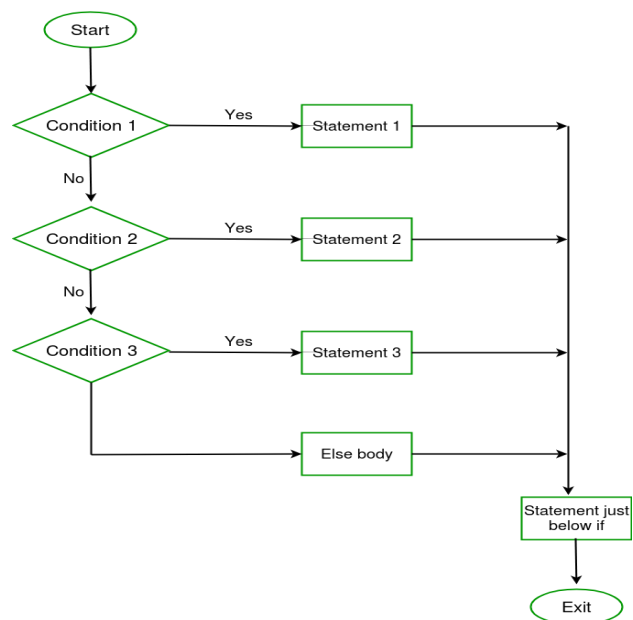 Start
Condition 1
Yes
Statement 1
No
Condition 2
Yes
Statement 2
No
Condition 3
Yes
Statement 3
Else body
Statement just
below if
Exit